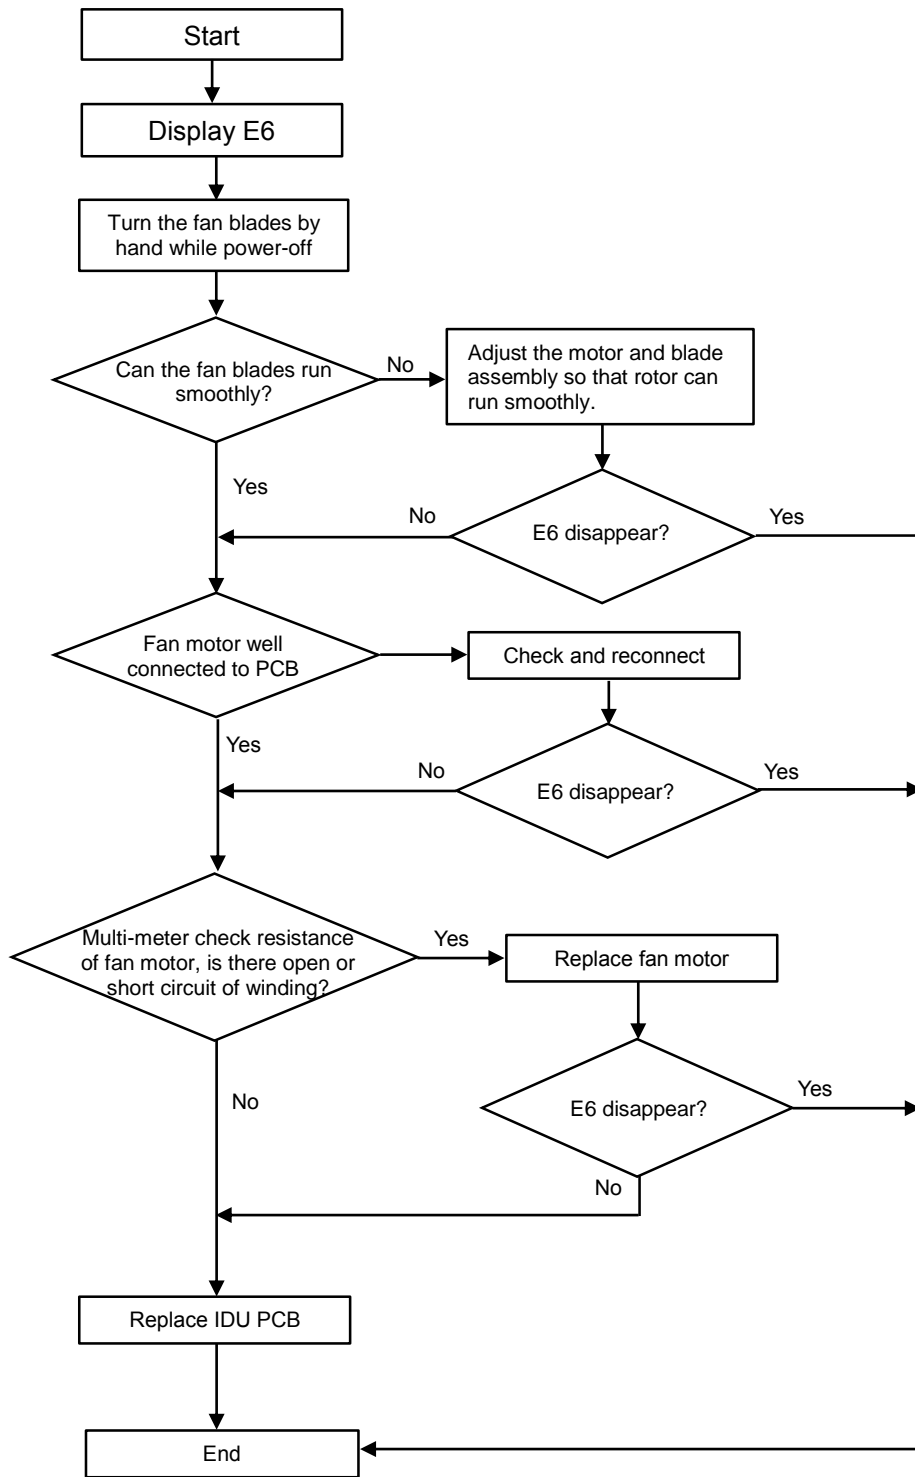 Start
Display E6
Turn the fan blades by
hand while power-off
Can the fan blades run
smoothly?
No
Adjust the motor and blade
assembly so that rotor can
run smoothly.
Yes
No
E6 disappear?
Yes
Fan motor well
connected to PCB
Check and reconnect
Yes
No
E6 disappear?
Yes
Multi-meter check resistance
of fan motor, is there open or
short circuit of winding?
Yes
Replace fan motor
No
E6 disappear?
Yes
No
Replace IDU PCB
End